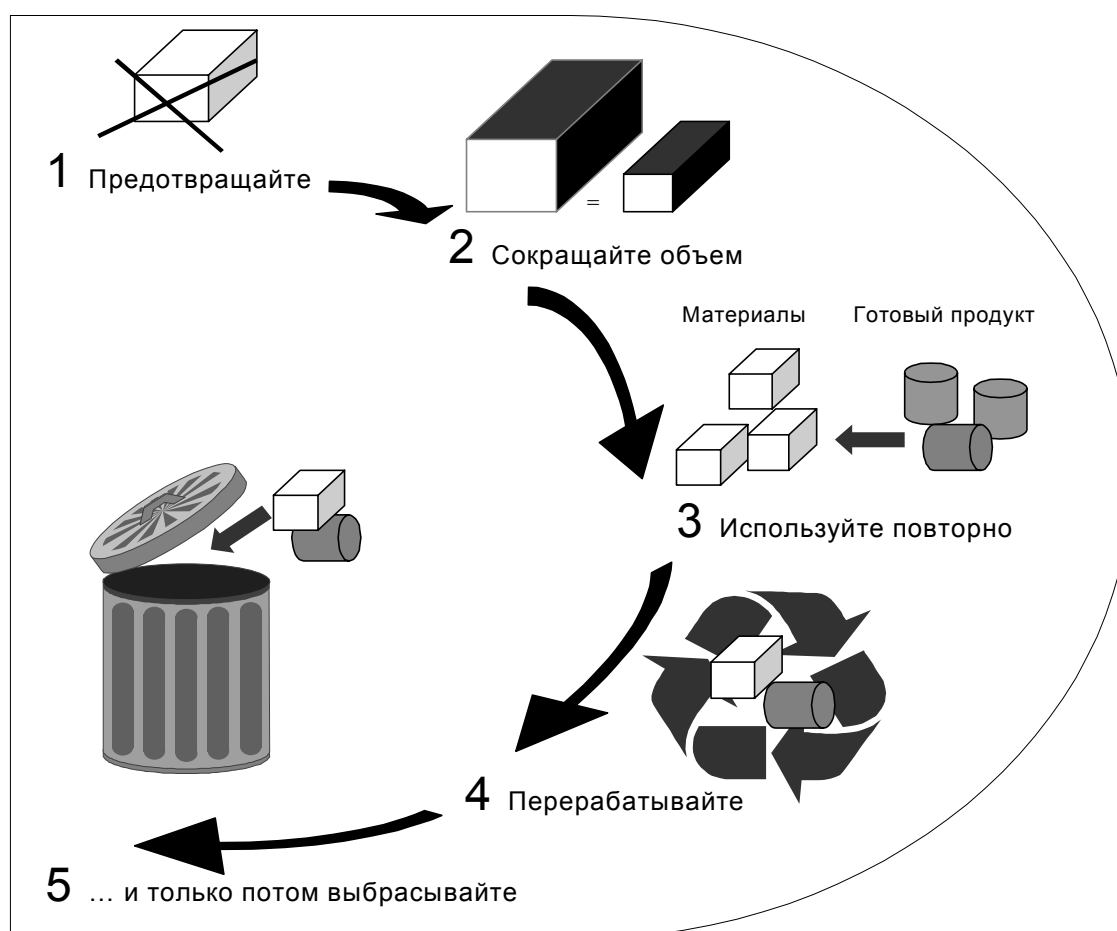 1 Предотвращайте
=
2 Сокращайте объем
Материалы
Готовый продукт
3 Используйте повторно
4 Перерабатывайте
5 ... и только потом выбрасывайте